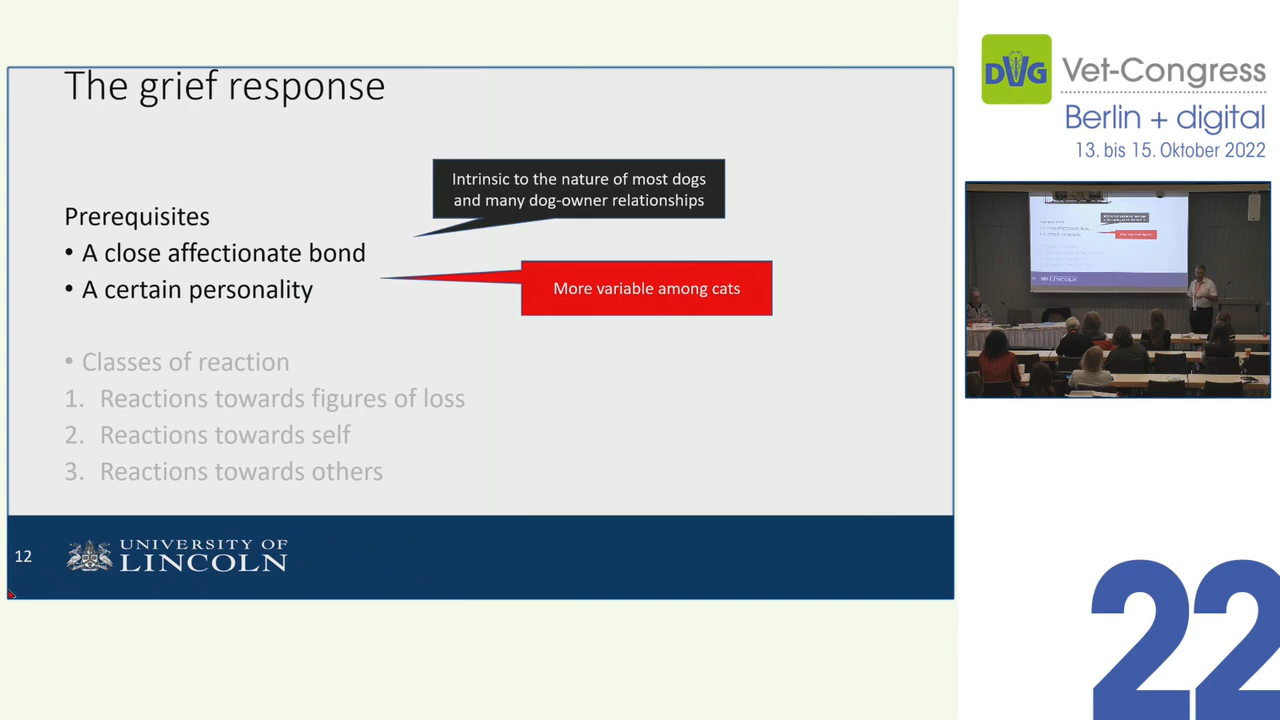 The grief response
Intrinsic to the nature of most dogs
and many dog-owner relationships
Prerequisites
• A close affectionate bond
• A certain personality
More variable among cats
• Classes of reaction
1. Reactions towards figures of loss
2. Reactions towards self
3. Reactions towards others
12
UNIVERSITY OF
LINCOLN
DVG
Vet-Congress
Berlin + digital
13. bis 15. Oktober 2022
22